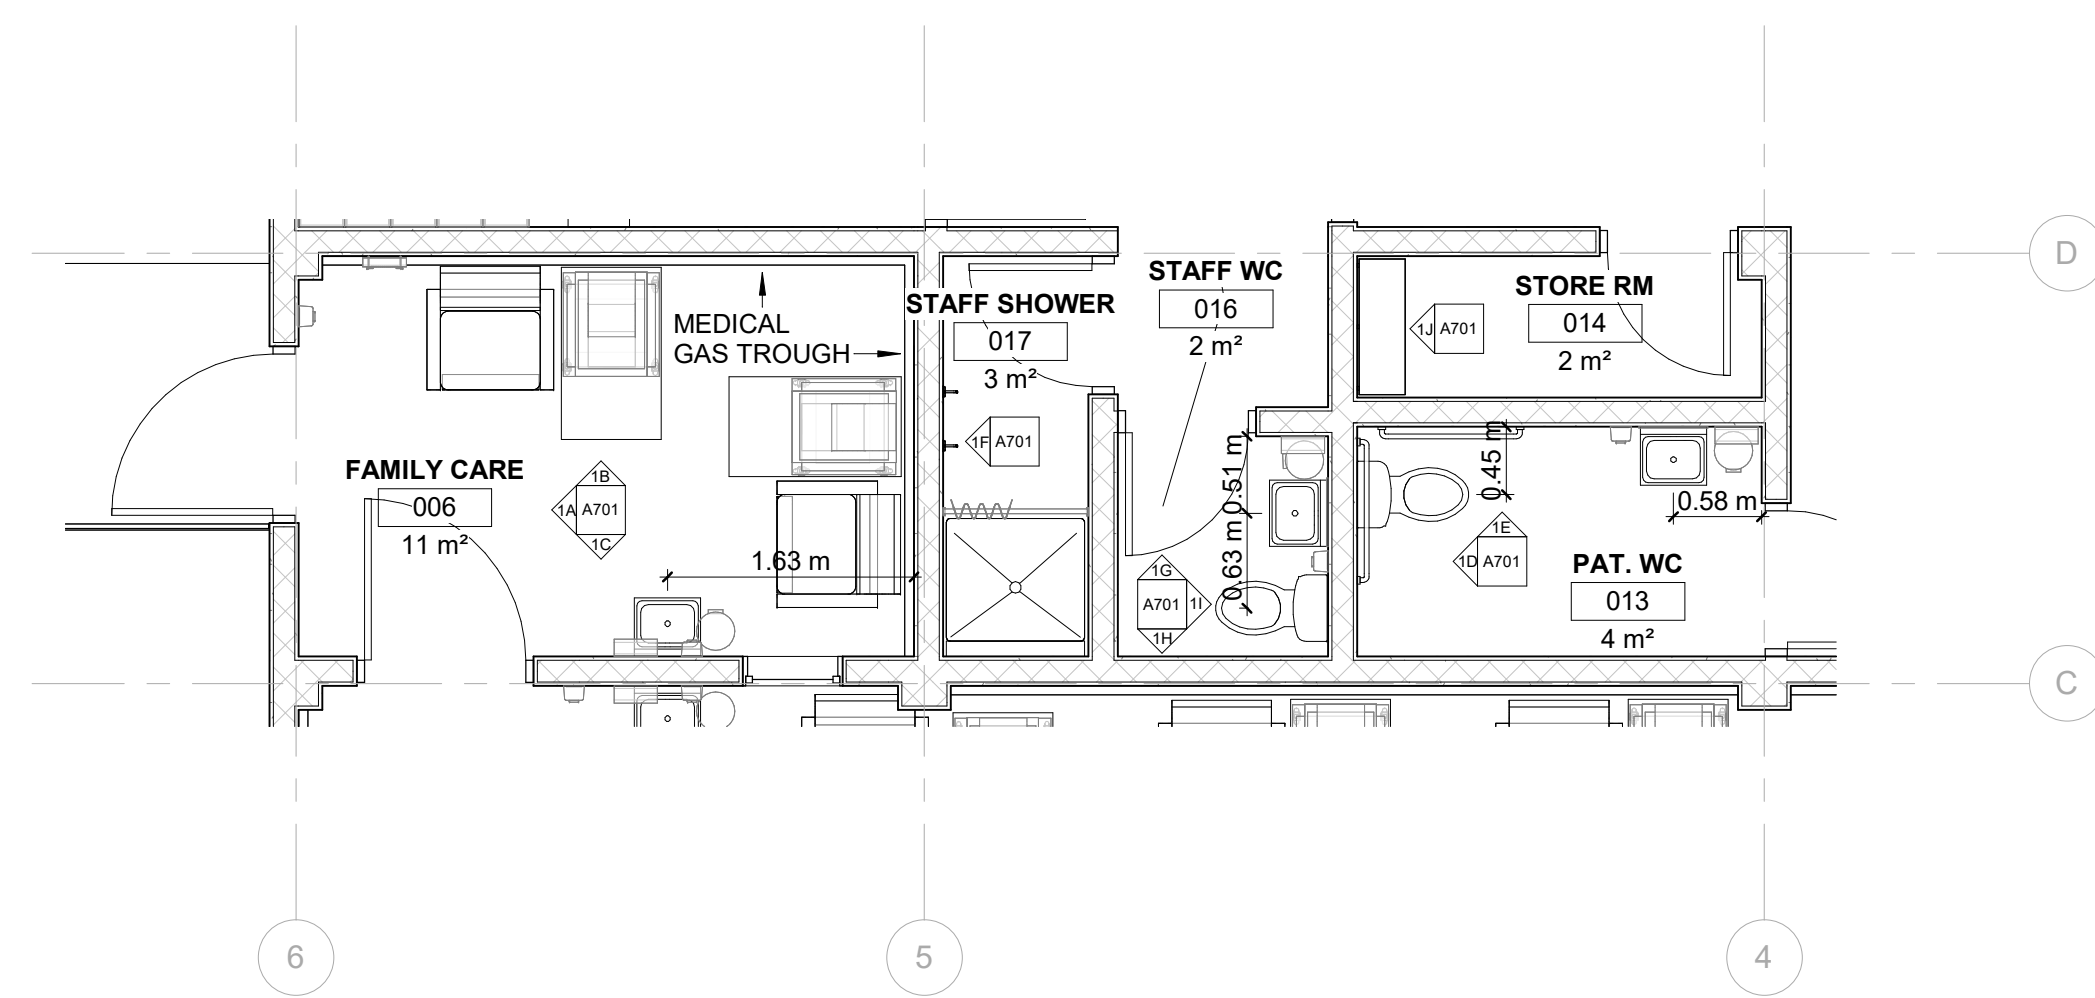 D
STAFF WC
016
2 m²
STORE RM
014
2 m²
1J A701
STAFF SHOWER
017
3 m²
MEDICAL
GAS TROUGH
1F A701
FAMILY CARE
006
11 m²
1B
1A A701
1C
1.63 m
0.51 m
0.63 m
1G
A701 1I
1H
0.45 m
0.58 m
1E
1D A701
PAT. WC
013
4 m²
C
6
5
4